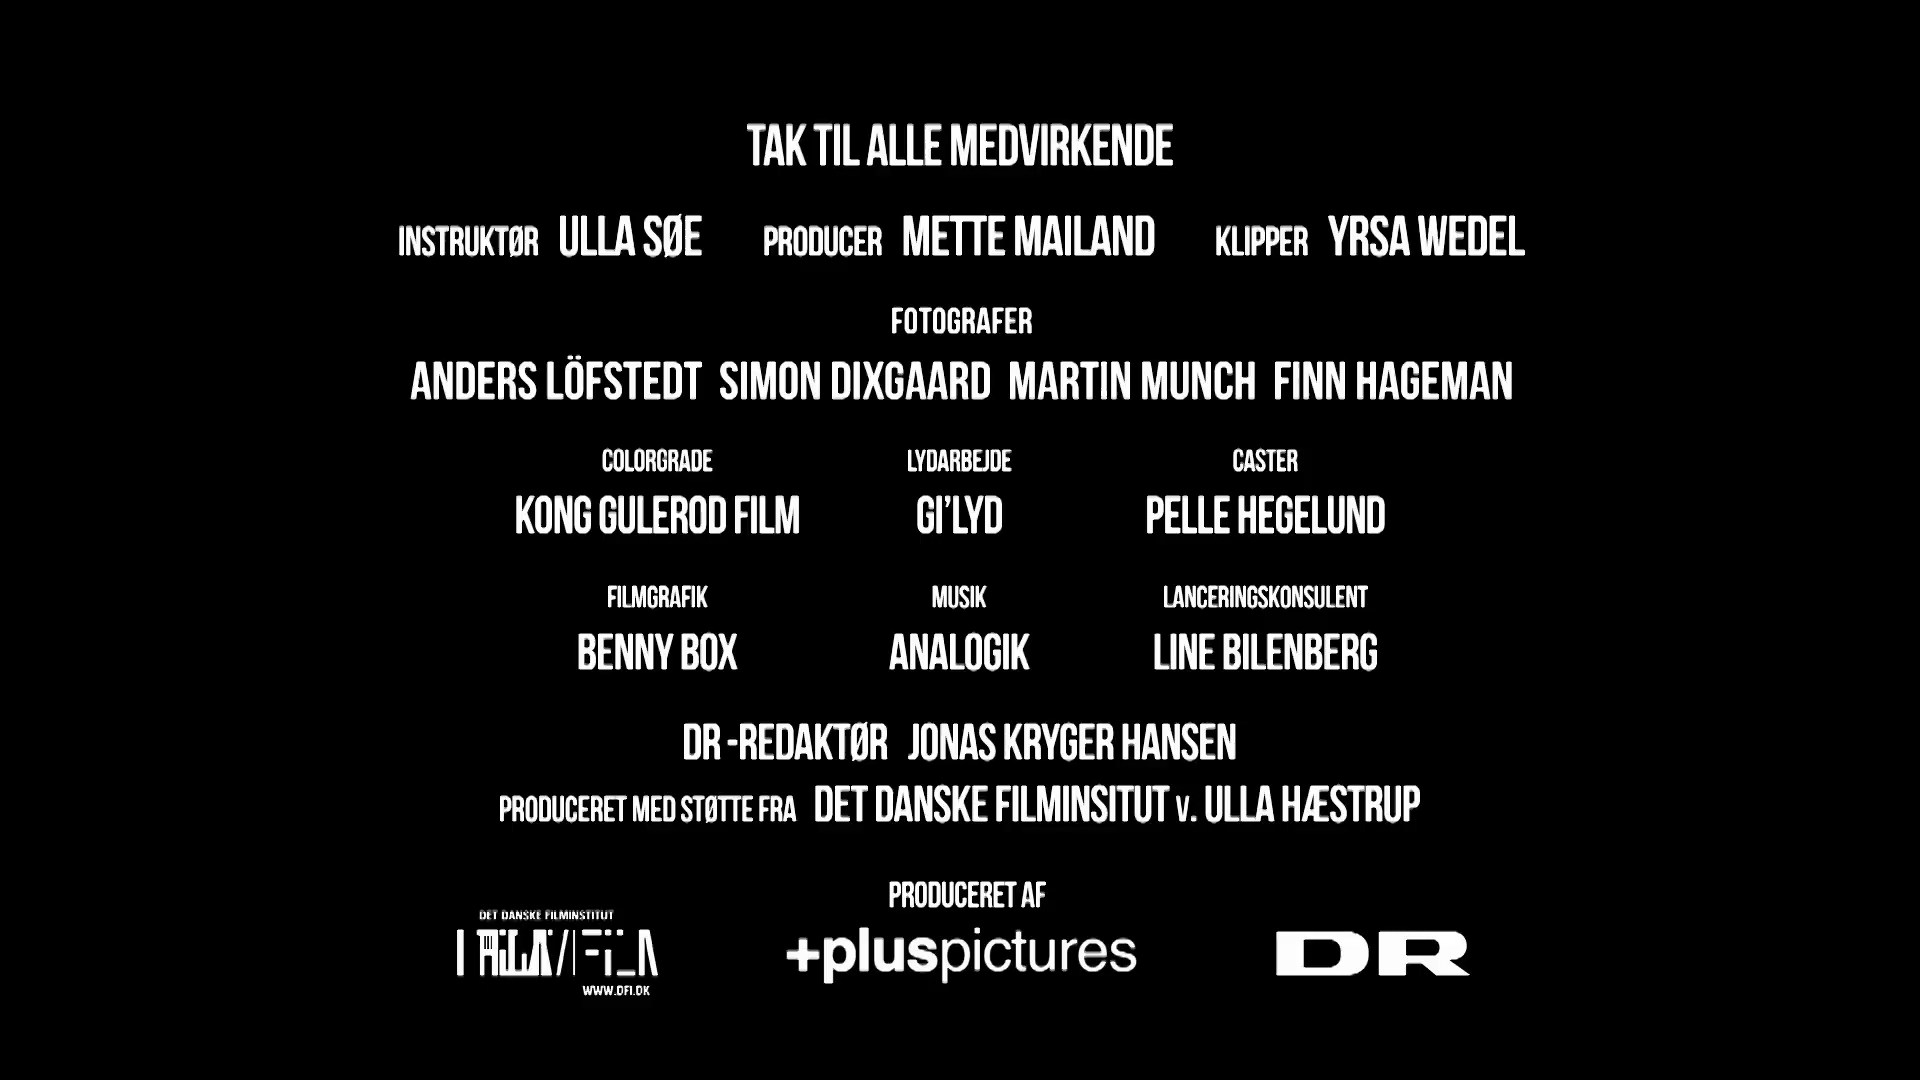 TAK TIL ALLE MEDVIRKENDE
INSTRUKTØR ULLA SØE PRODUCER METTE MAILAND KLIPPER YRSA WEDEL
FOTOGRAFER
ANDERS LÖFSTEDT SIMON DIXGAARD MARTIN MUNCH FINN HAGEMAN
COLORGRADE LYDARBEJDE CASTER
KONG GULEROD FILM GI'LYD PELLE HEGELUND
FILMGRAFIK MUSIK LANCERINGSKONSULENT
BENNY BOX ANALOGIK LINE BILENBERG
DR -REDAKTØR JONAS KRYGER HANSEN
PRODUCERET MED STØTTE FRA DET DANSKE FILMINSITUT V. ULLA HÆSTRUP
PRODUCERET AF
DET DANSKE FILMINSTITUT
+pluspictures DR
WWW.DFI.DK